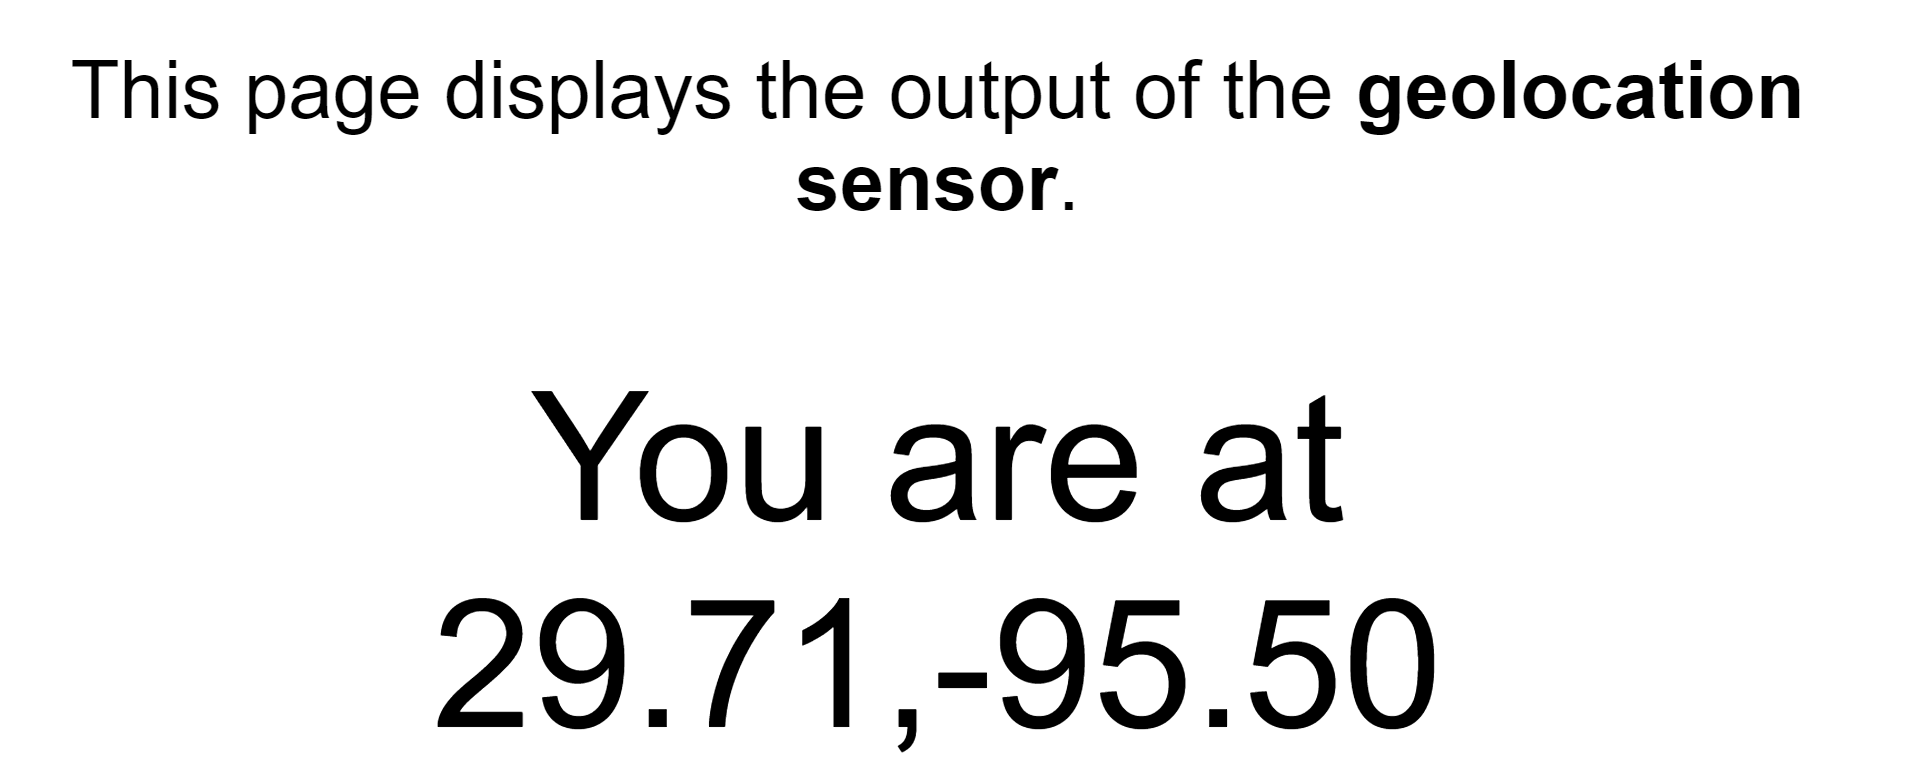 This page displays the output of the geolocation
sensor.
You are at
29.71,-95.50